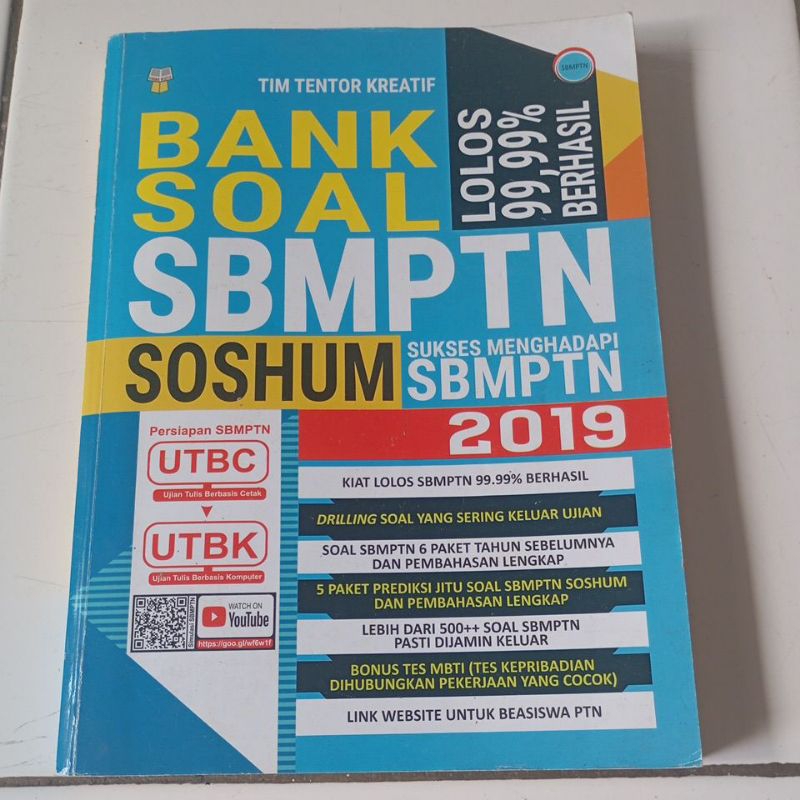 TIM TENTOR KREATIF
SBMPTN
BANK
SOAL
LOLOS
99,99%
BERHASIL
SBMPTN
SOSHUM
SUKSES MENGHADAPI
SBMPTN
2019
Persiapan SBMPTN
UTBC
Ujian Tulis Berbasis Cetak
UTBK
Ujian Tulis Berbasis Komputer
Simulasi SBMPTN
WATCH ON
YouTube
https://goo.gl/wf6w1f
KIAT LOLOS SBMPTN 99.99% BERHASIL
DRILLING SOAL YANG SERING KELUAR UJIAN
SOAL SBMPTN 6 PAKET TAHUN SEBELUMNYA
DAN PEMBAHASAN LENGKAP
5 PAKET PREDIKSI JITU SOAL SBMPTN SOSHUM
DAN PEMBAHASAN LENGKAP
LEBIH DARI 500++ SOAL SBMPTN
PASTI DIJAMIN KELUAR
BONUS TES MBTI (TES KEPRIBADIAN
DIHUBUNGKAN PEKERJAAN YANG COCOK)
LINK WEBSITE UNTUK BEASISWA PTN